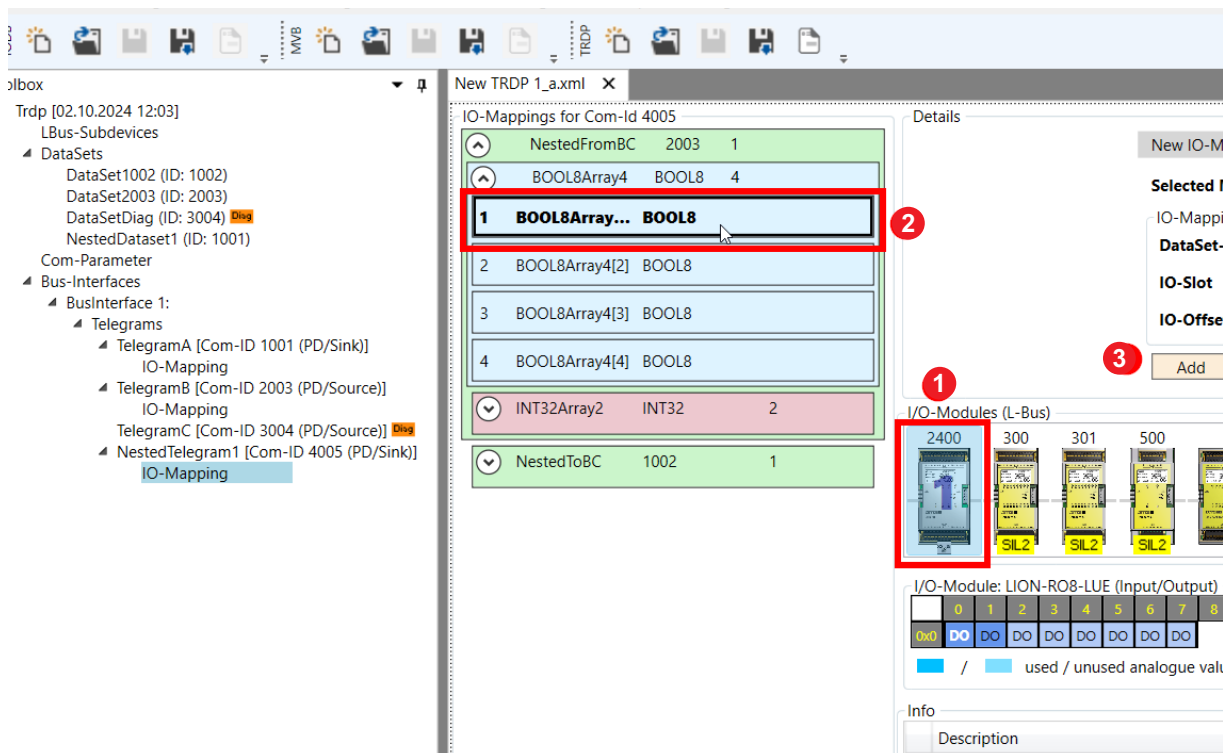 MVB
TRDP
olbox
Trdp [02.10.2024 12:03]
LBus-Subdevices
DataSets
DataSet1002 (ID: 1002)
DataSet2003 (ID: 2003)
DataSetDiag (ID: 3004) Diag
NestedDataset1 (ID: 1001)
Com-Parameter
Bus-Interfaces
BusInterface 1:
Telegrams
TelegramA [Com-ID 1001 (PD/Sink)]
IO-Mapping
TelegramB [Com-ID 2003 (PD/Source)]
IO-Mapping
TelegramC [Com-ID 3004 (PD/Source)] Diag
NestedTelegram1 [Com-ID 4005 (PD/Sink)]
IO-Mapping
New TRDP 1_a.xml
IO-Mappings for Com-Id 4005
NestedFromBC 2003 1
BOOL8Array4 BOOL8 4
1 BOOL8Array... BOOL8
2
2 BOOL8Array4[2] BOOL8
3 BOOL8Array4[3] BOOL8
4 BOOL8Array4[4] BOOL8
INT32Array2 INT32 2
NestedToBC 1002 1
Details
New IO-M
Selected
IO-Mappi
DataSet-
IO-Slot
IO-Offse
3 Add
1
I/O-Modules (L-Bus)
2400 300 301 500
1
SIL2 SIL2 SIL2
I/O-Module: LION-RO8-LUE (Input/Output)
0 1 2 3 4 5 6 7 8
0x0 DO DO DO DO DO DO DO DO
/ used / unused analogue valu
Info
Description